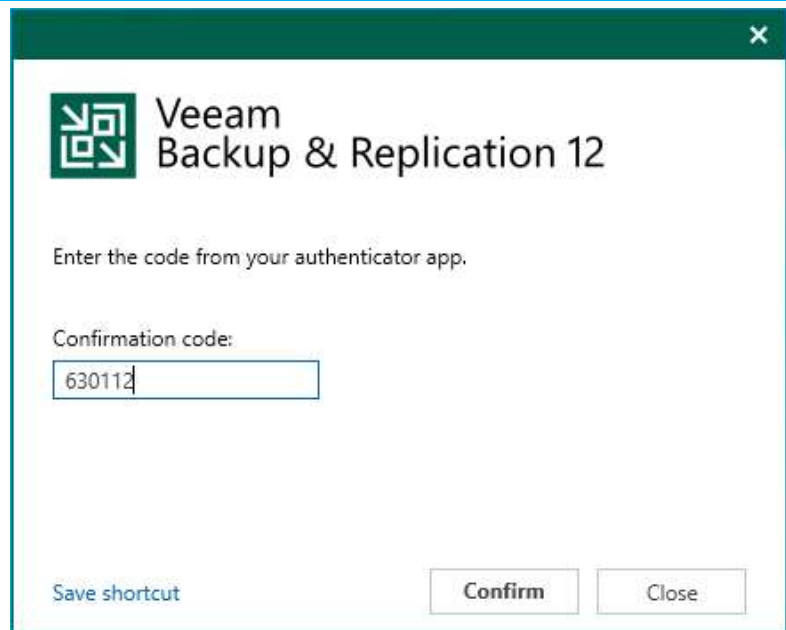 Veeam
Backup & Replication 12
Enter the code from your authenticator app.
Confirmation code:
630112
Save shortcut
Confirm
Close